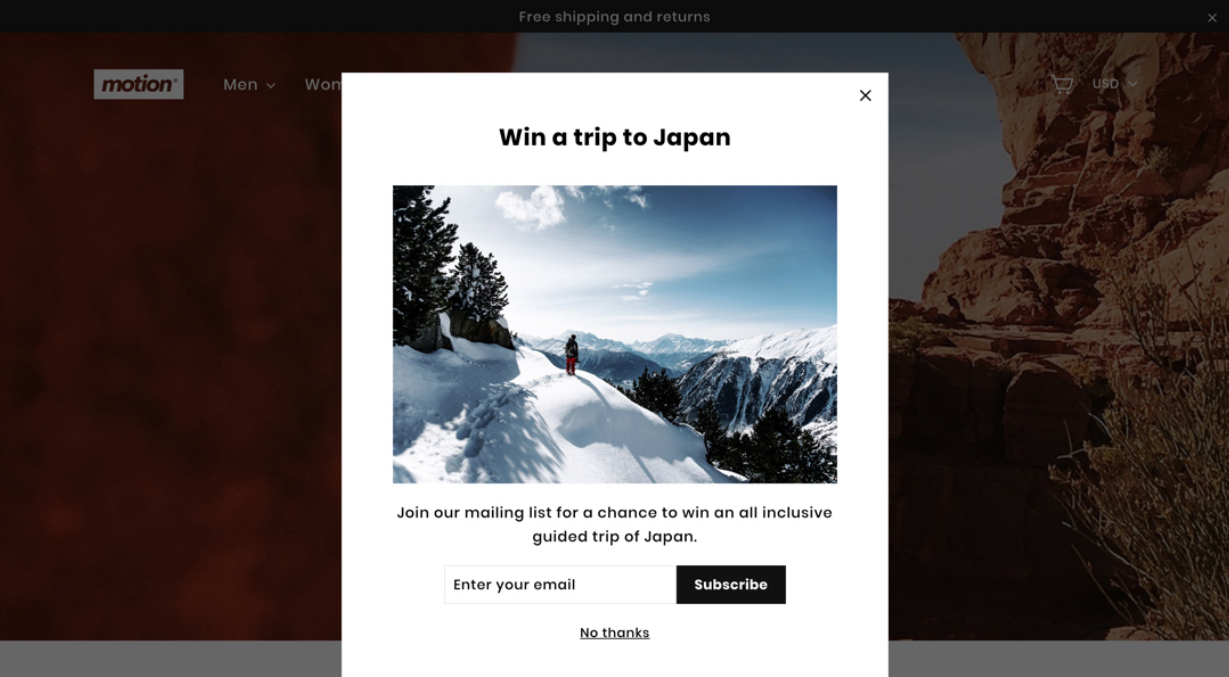 Free shipping and returns
motion
Men
USD
Win a trip to Japan
Join our mailing list for a chance to win an all inclusive
guided trip of Japan.
Enter your email
Subscribe
No thanks